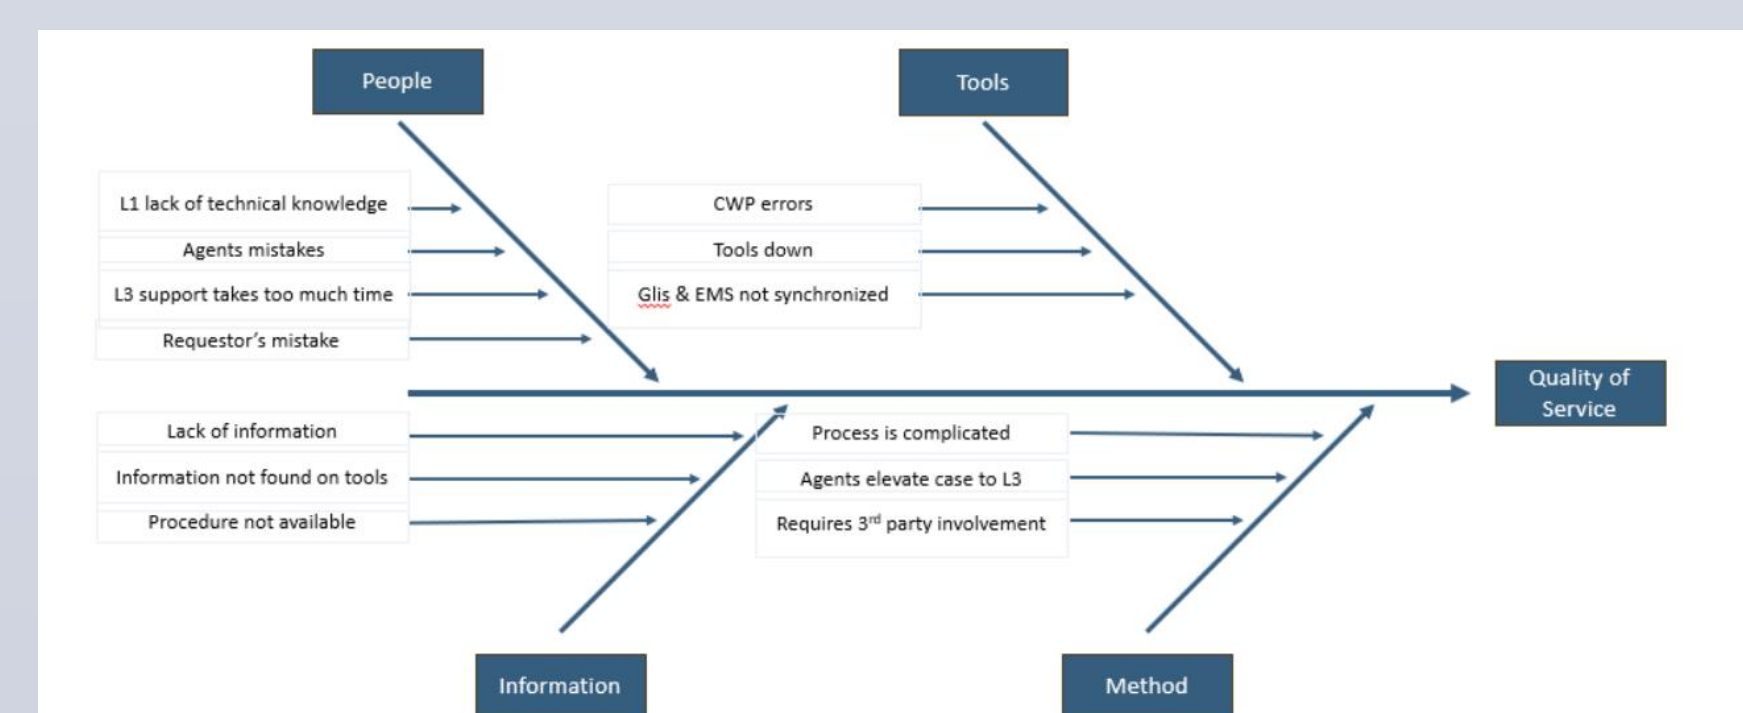 People
Tools
L1 lack of technical knowledge
Agents mistakes
L3 support takes too much time
Requestor's mistake
CWP errors
Tools down
Glis & EMS not synchronized
Quality of
Service
Lack of information
Information not found on tools
Procedure not available
Process is complicated
Agents elevate case to L3
Requires 3rd party involvement
Information
Method